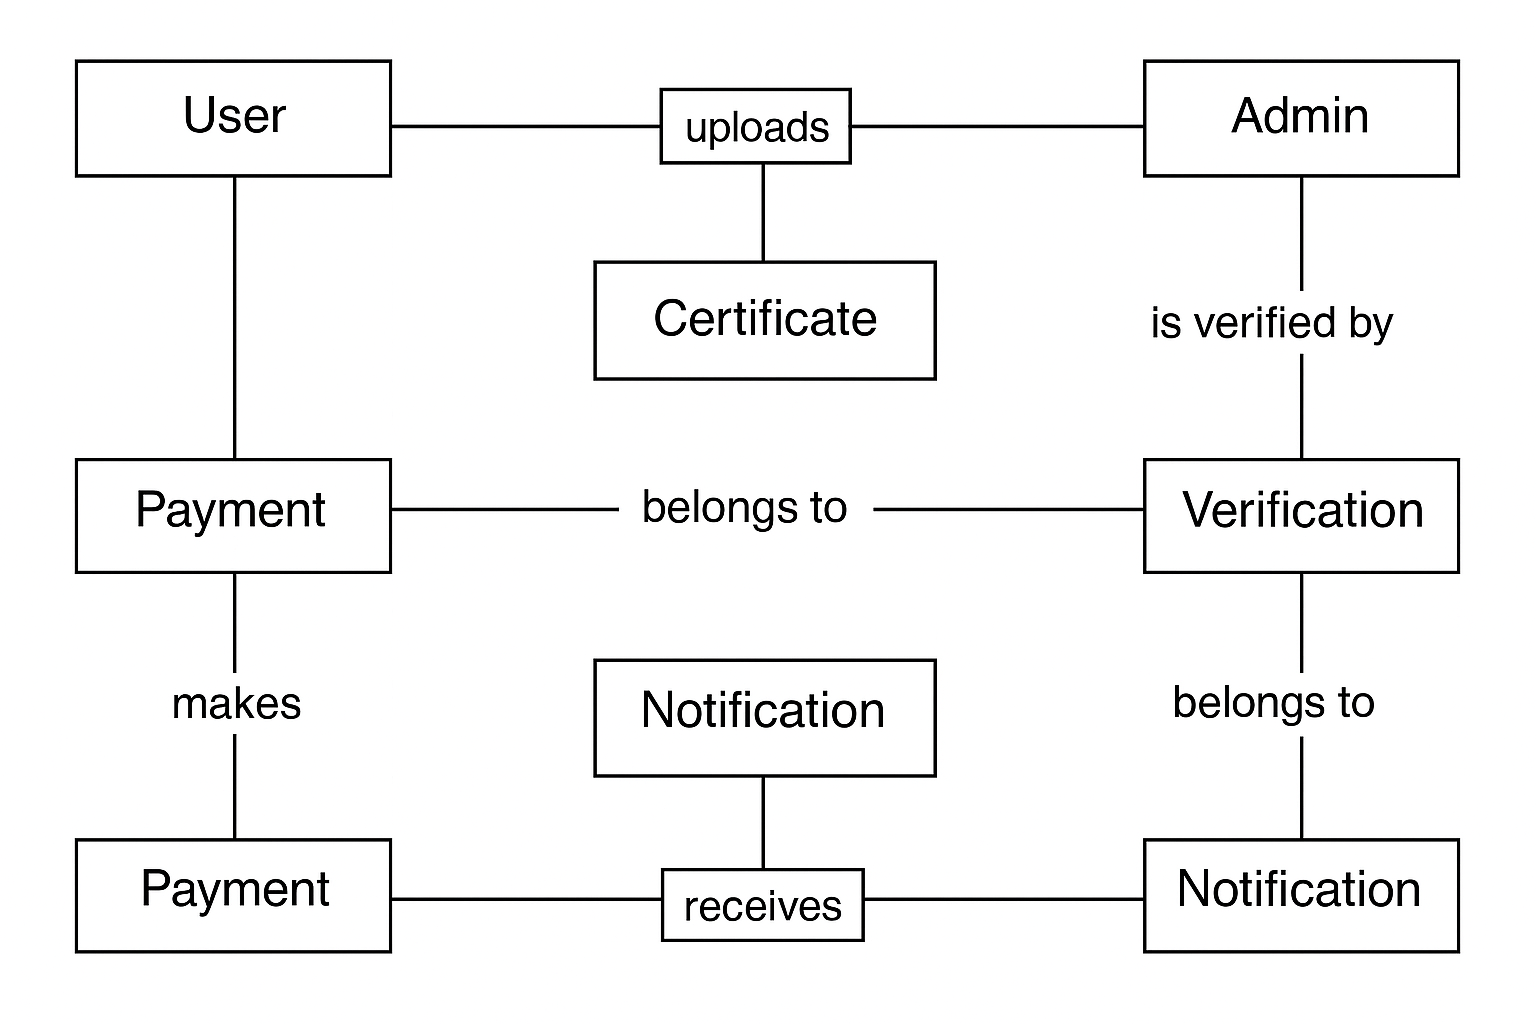 User
uploads
Admin
Certificate
is verified by
Payment
belongs to
Verification
makes
Notification
belongs to
Payment
receives
Notification